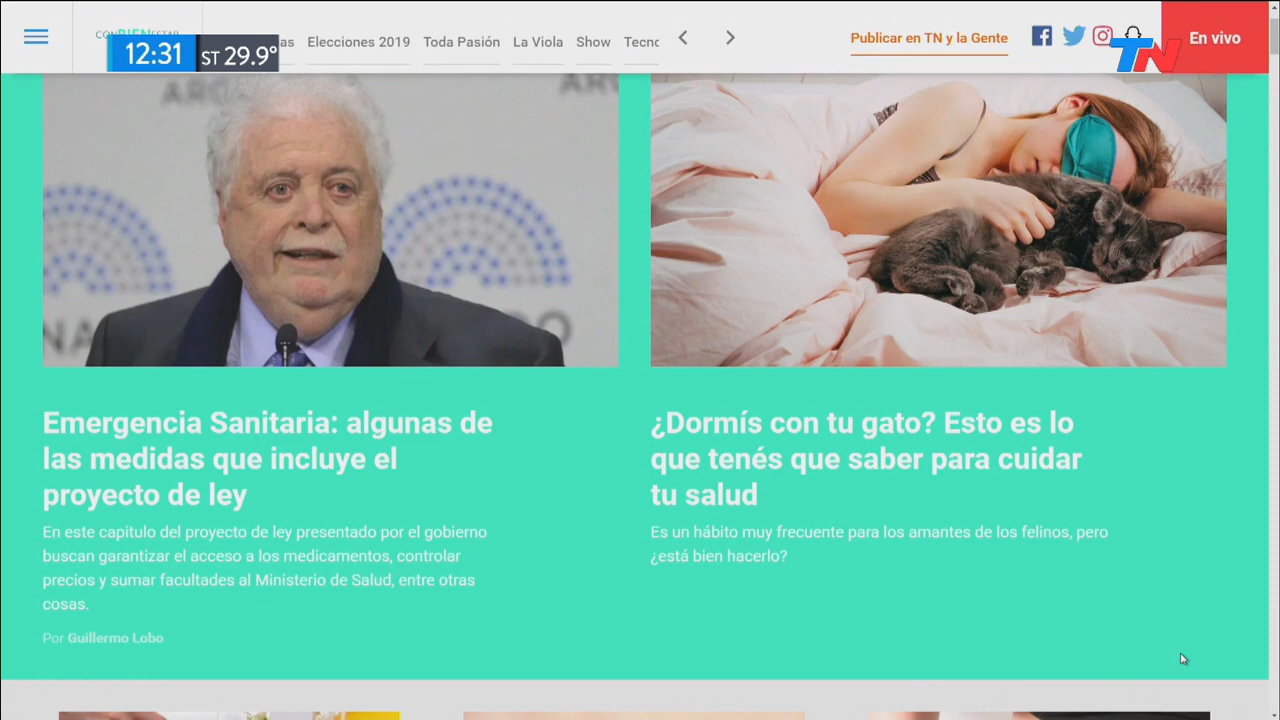 CONBIENESTAR
12:31 ST 29.9°
as Elecciones 2019 Toda Pasión La Viola Show Tecno
Publicar en TN y la Gente
TN
En vivo
Emergencia Sanitaria: algunas de
las medidas que incluye el
proyecto de ley
En este capitulo del proyecto de ley presentado por el gobierno
buscan garantizar el acceso a los medicamentos, controlar
precios y sumar facultades al Ministerio de Salud, entre otras
cosas.
Por Guillermo Lobo
¿Dormís con tu gato? Esto es lo
que tenés que saber para cuidar
tu salud
Es un hábito muy frecuente para los amantes de los felinos, pero
¿está bien hacerlo?